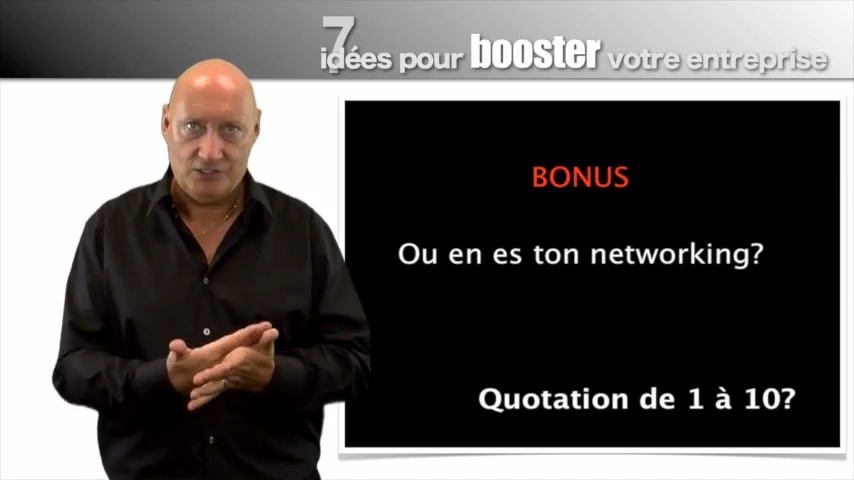 7
idées pour booster votre entreprise
BONUS
Ou en es ton networking?
Quotation de 1 à 10?